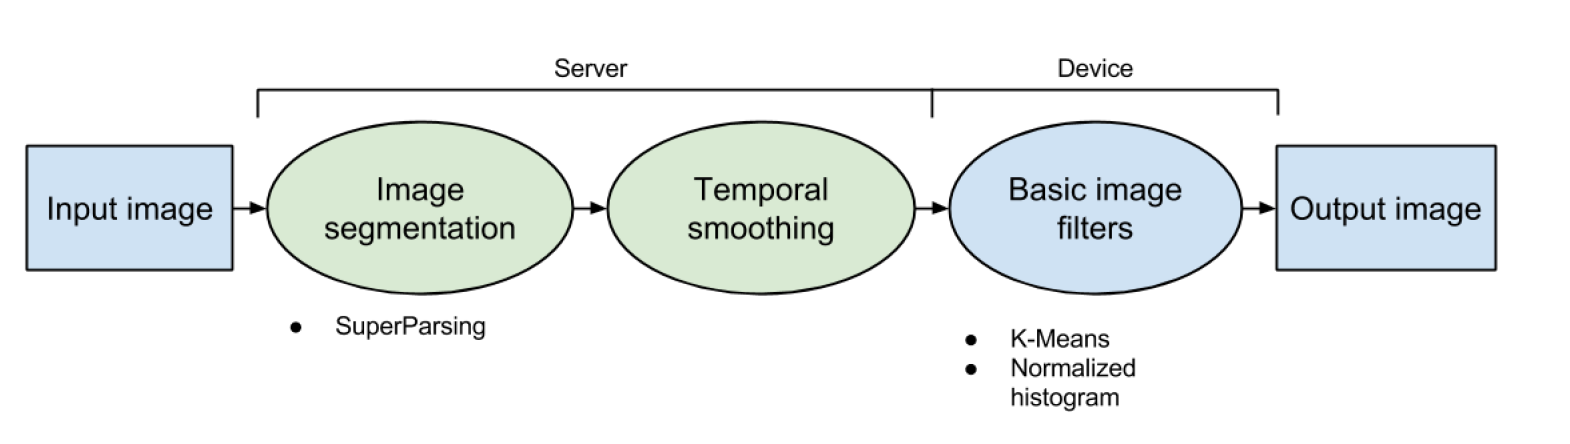 Server
Device
Input image
Image
segmentation
Temporal
smoothing
Basic image
filters
Output image
● SuperParsing
● K-Means
● Normalized
histogram